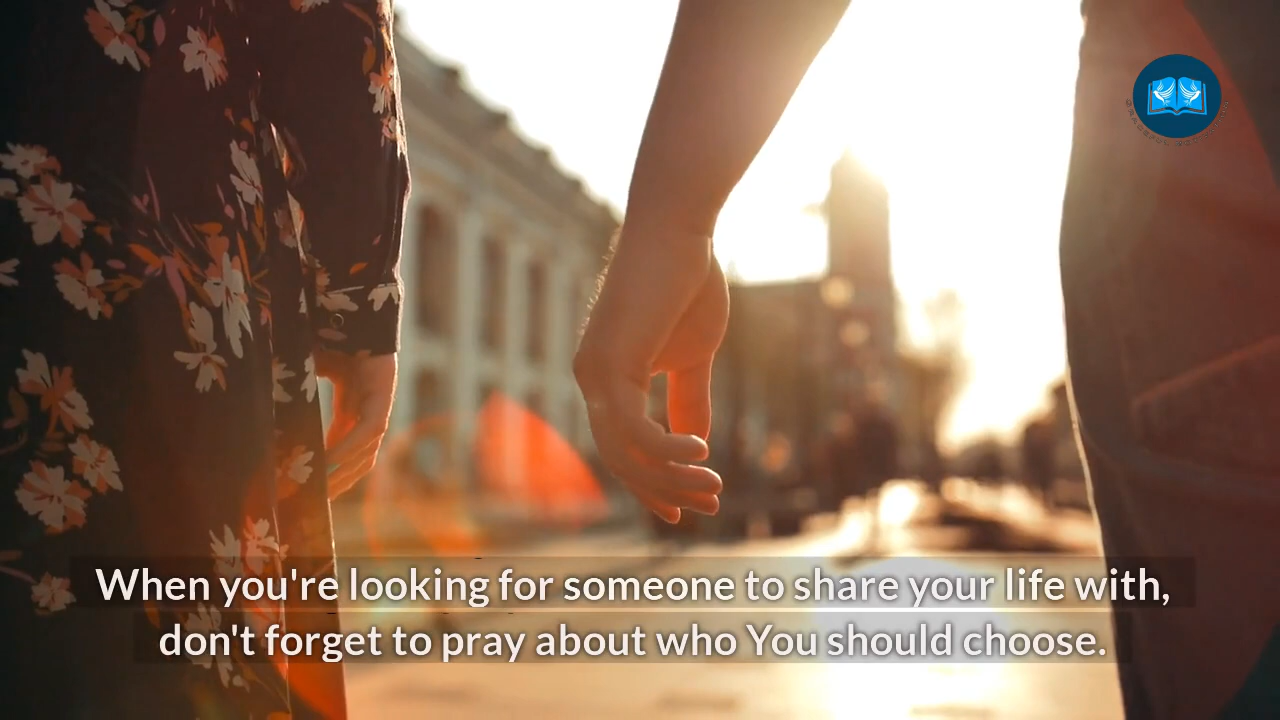 When you're looking for someone to share your life with,
don't forget to pray about who You should choose.